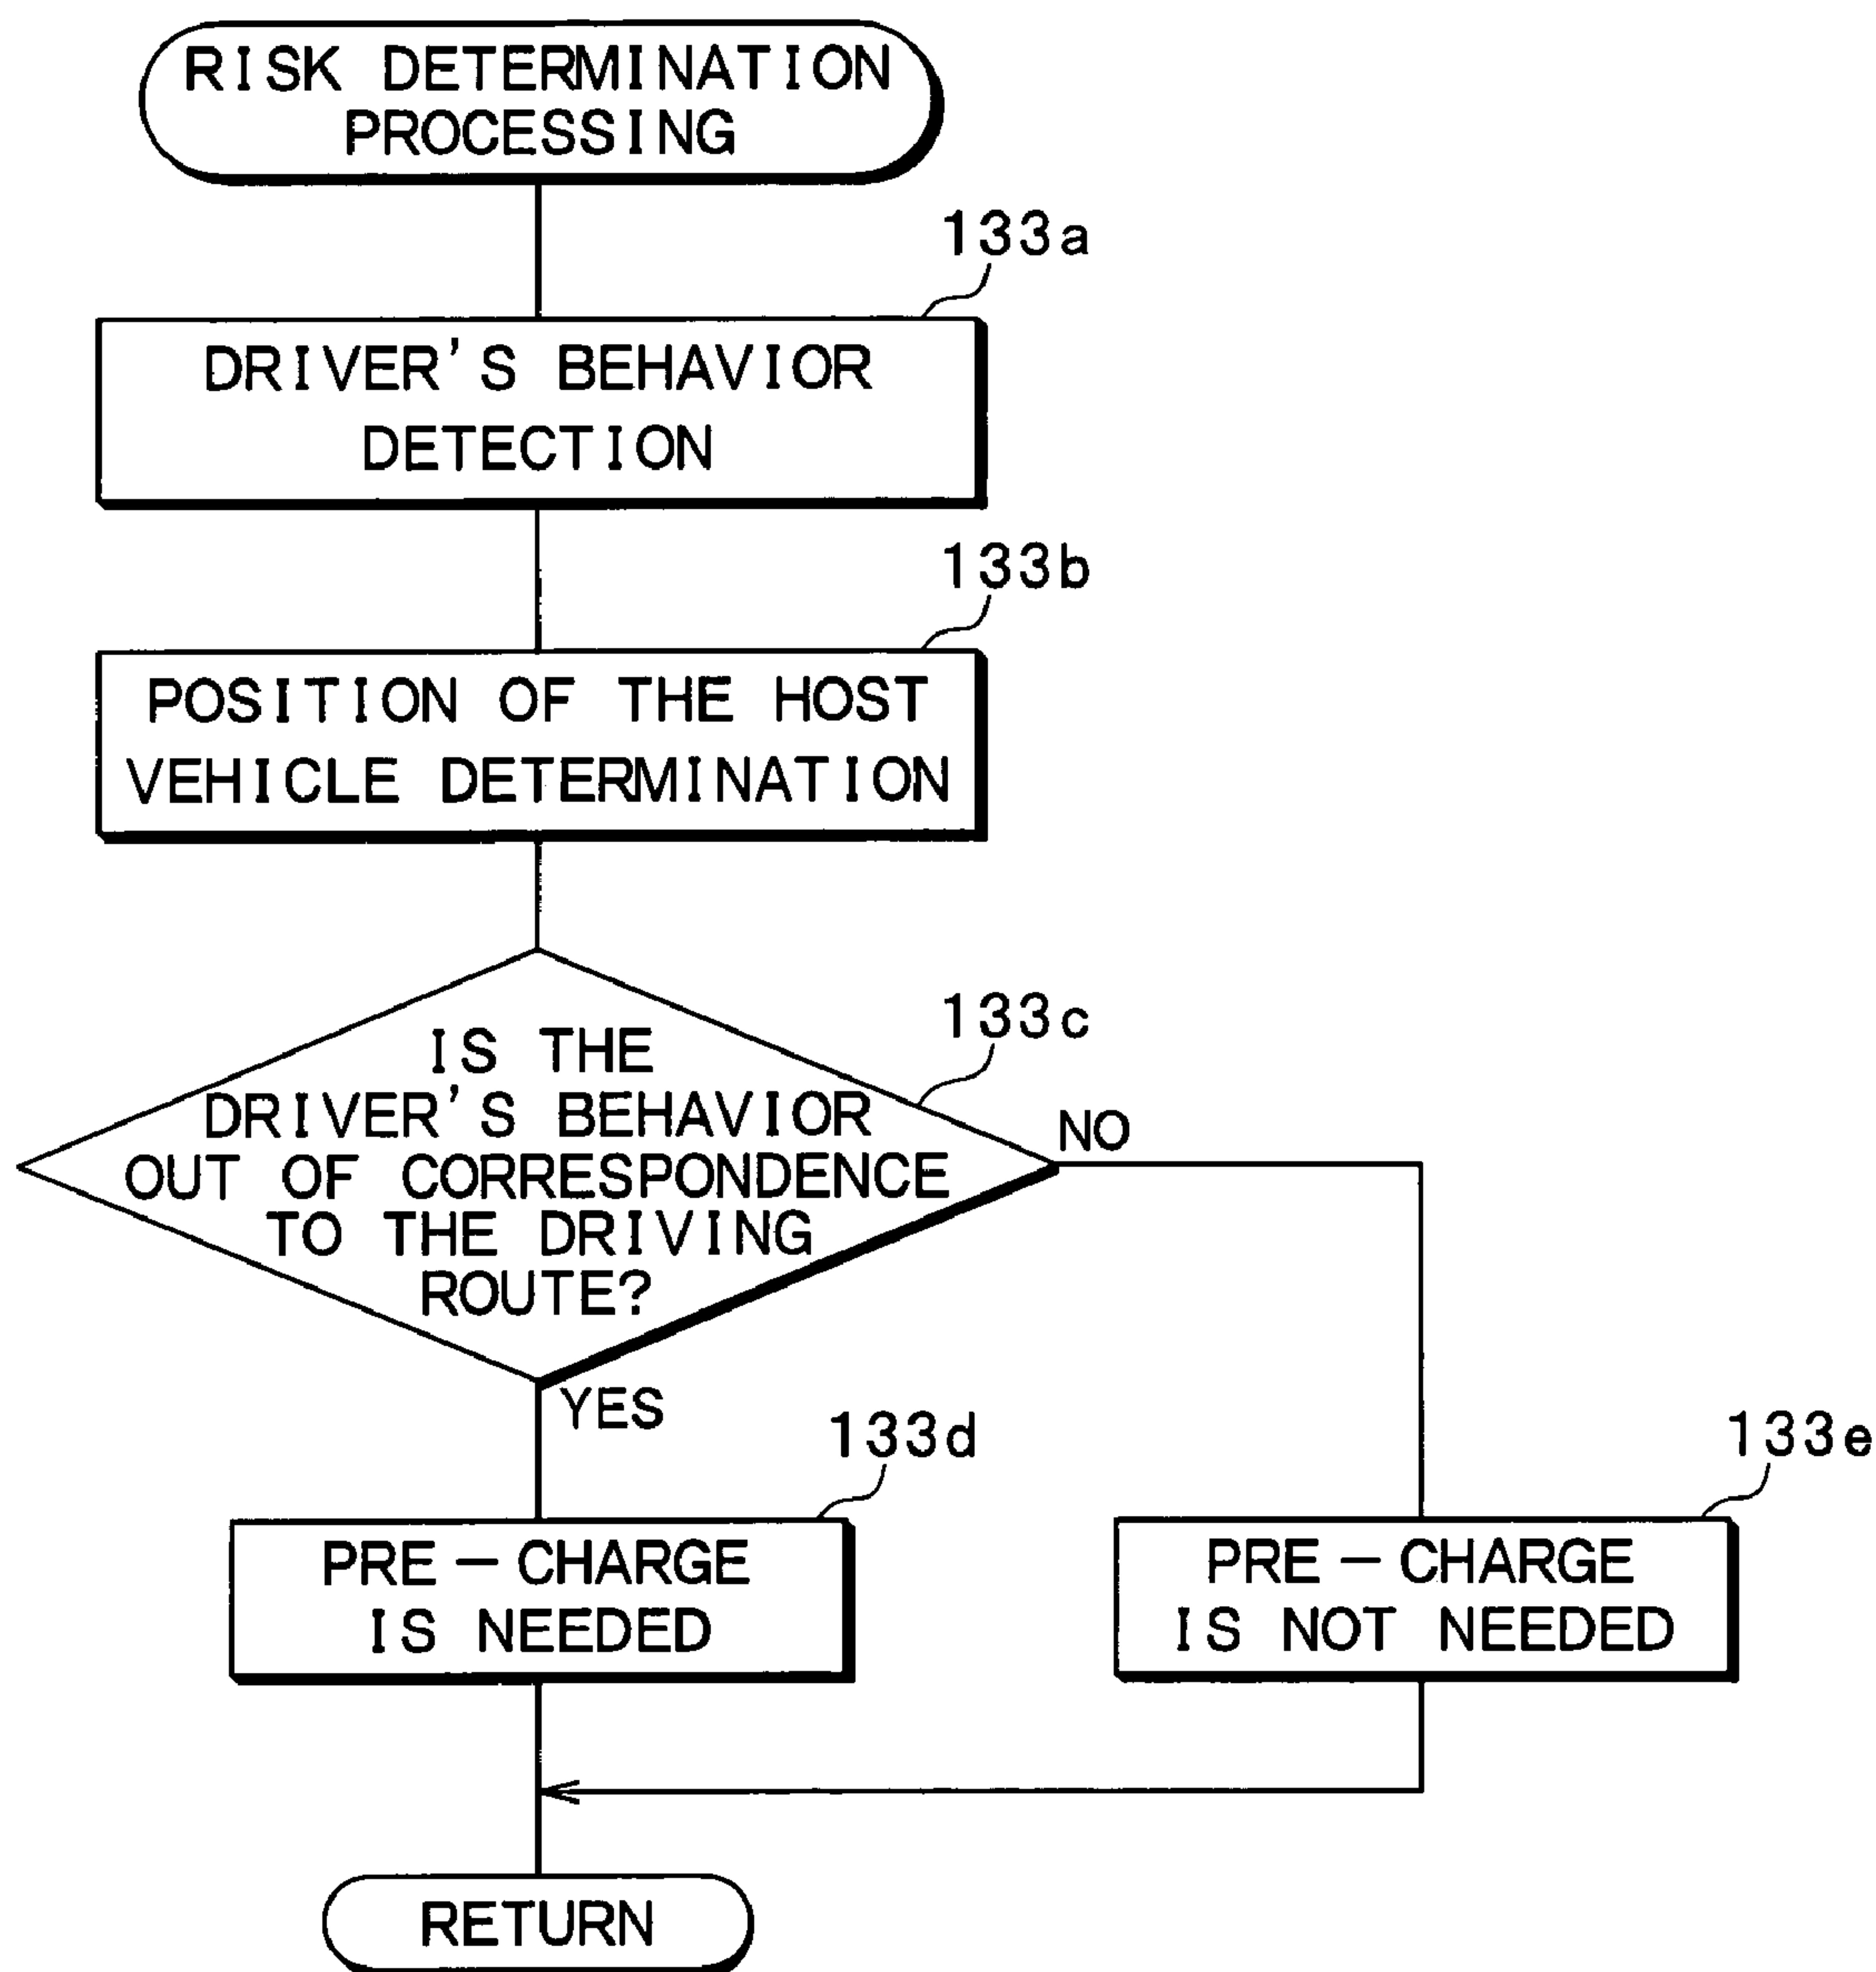 RISK DETERMINATION
PROCESSING
133a
DRIVER'S BEHAVIOR
DETECTION
133b
POSITION OF THE HOST
VEHICLE DETERMINATION
133c
IS THE
DRIVER'S BEHAVIOR
OUT OF CORRESPONDENCE
TO THE DRIVING
ROUTE?
NO
YES
133d
PRE-CHARGE
IS NEEDED
133e
PRE-CHARGE
IS NOT NEEDED
RETURN